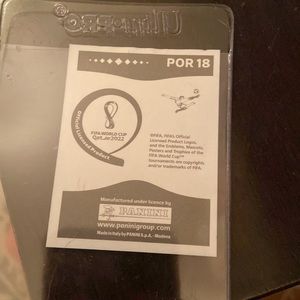 Ultra·PRO
POR 18
FIFA WORLD CUP
Qatar2022
Official Licensed Product
©FIFA, FIFA's Official
Licensed Product Logos,
and the Emblems, Mascots,
Posters and Trophies of the
FIFA World Cup™
tournaments are copyrights
and/or trademarks of FIFA.
Manufactured under licence by
PANINI
www.paninigroup.com
Made in Italy by PANINI S.p.A. - Modena